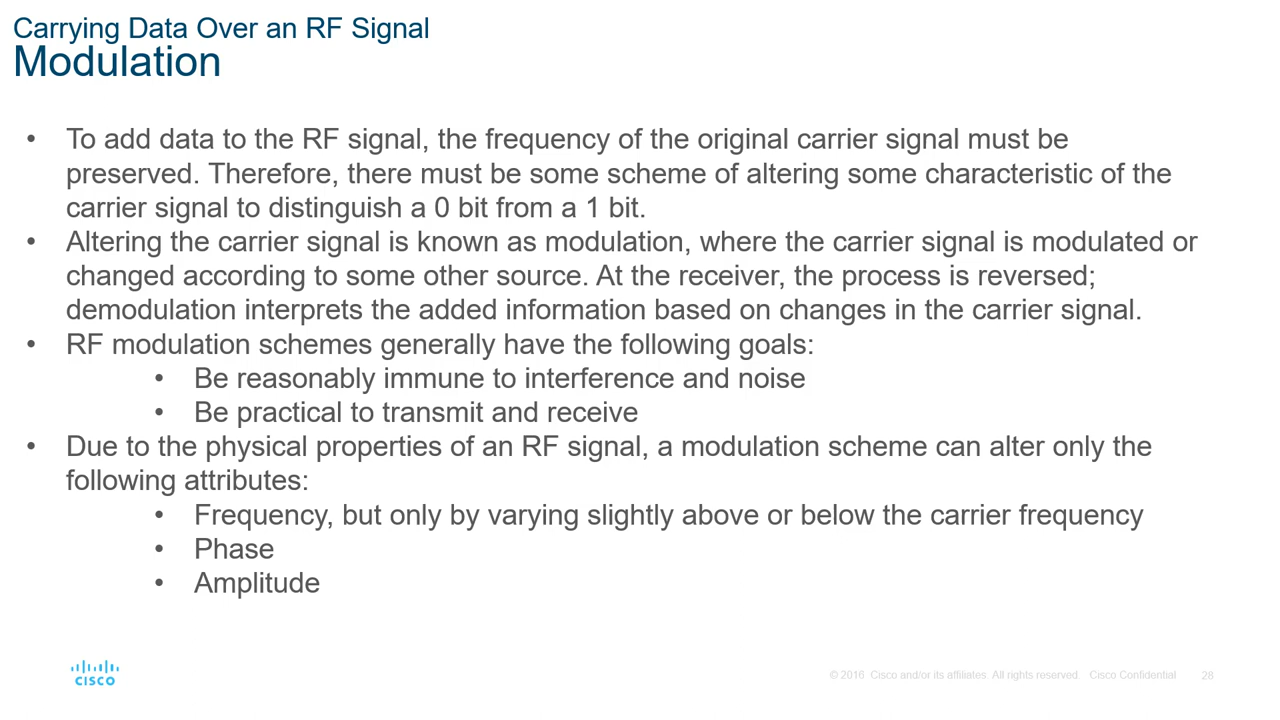 Carrying Data Over an RF Signal
Modulation
• To add data to the RF signal, the frequency of the original carrier signal must be
preserved. Therefore, there must be some scheme of altering some characteristic of the
carrier signal to distinguish a 0 bit from a 1 bit.
• Altering the carrier signal is known as modulation, where the carrier signal is modulated or
changed according to some other source. At the receiver, the process is reversed;
demodulation interprets the added information based on changes in the carrier signal.
• RF modulation schemes generally have the following goals:
• Be reasonably immune to interference and noise
• Be practical to transmit and receive
• Due to the physical properties of an RF signal, a modulation scheme can alter only the
following attributes:
• Frequency, but only by varying slightly above or below the carrier frequency
• Phase
• Amplitude
CISCO
© 2016 Cisco and/or its affiliates. All rights reserved. Cisco Confidential 28